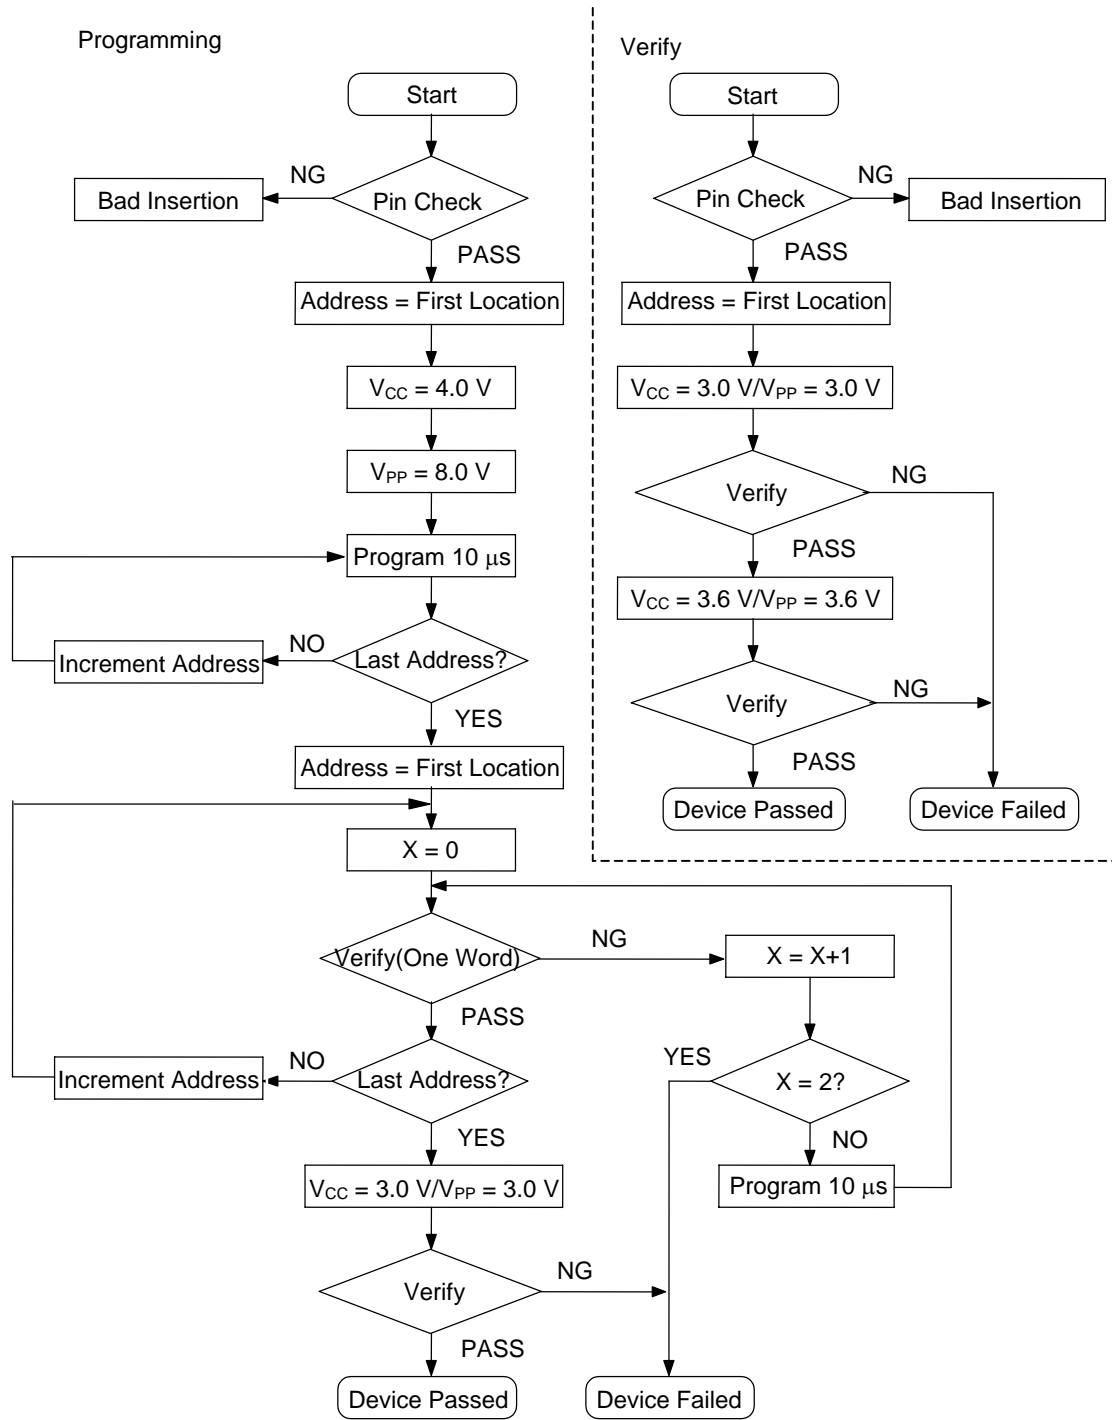 Programming
Start
NG
Bad Insertion
Pin Check
PASS
Address = First Location
VCC = 4.0 V
VPP = 8.0 V
Program 10 µs
NO
Increment Address
Last Address?
YES
Address = First Location
X = 0
Verify(One Word)
NG
X = X+1
PASS
NO
Increment Address
Last Address?
YES
X = 2?
YES
NO
Program 10 µs
VCC = 3.0 V/VPP = 3.0 V
Verify
NG
PASS
Device Passed
Device Failed
Verify
Start
Pin Check
NG
Bad Insertion
PASS
Address = First Location
VCC = 3.0 V/VPP = 3.0 V
Verify
NG
PASS
VCC = 3.6 V/VPP = 3.6 V
Verify
NG
PASS
Device Passed
Device Failed